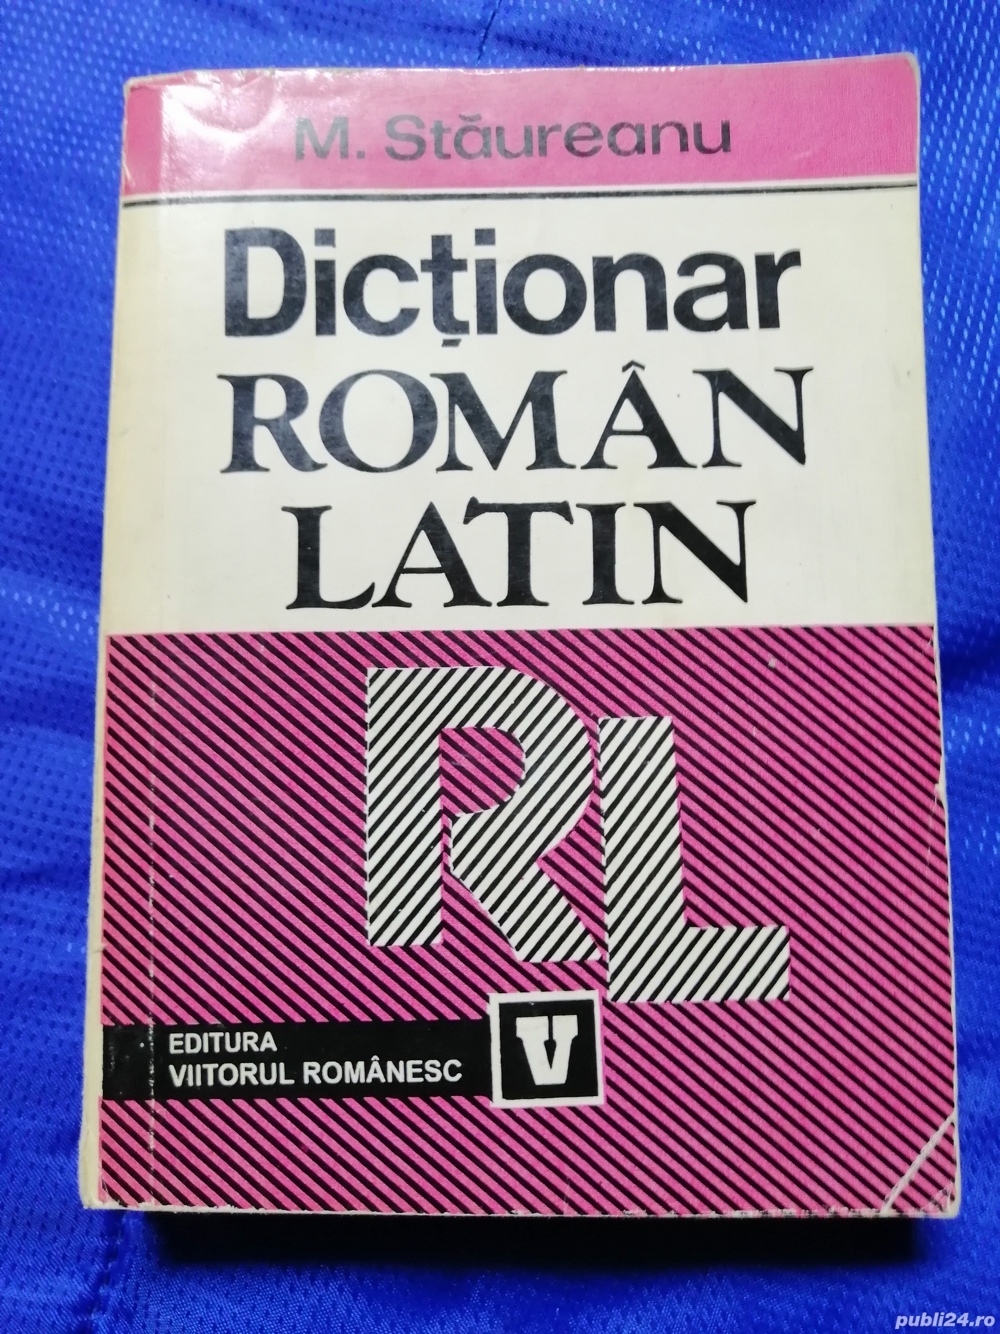 M. Stăureanu
Dicționar
ROMÂN
LATIN
RL
EDITURA
VIITORUL ROMÂNESC
V
publi24.ro